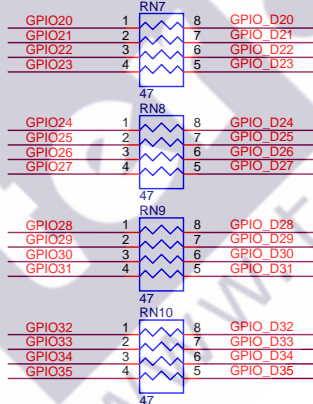 RN7
GPIO20 1 8 GPIO_D20
GPIO21 2 7 GPIO_D21
GPIO22 3 6 GPIO_D22
GPIO23 4 5 GPIO_D23
47
RN8
GPIO24 1 8 GPIO_D24
GPIO25 2 7 GPIO_D25
GPIO26 3 6 GPIO_D26
GPIO27 4 5 GPIO_D27
47
RN9
GPIO28 1 8 GPIO_D28
GPIO29 2 7 GPIO_D29
GPIO30 3 6 GPIO_D30
GPIO31 4 5 GPIO_D31
47
RN10
GPIO32 1 8 GPIO_D32
GPIO33 2 7 GPIO_D33
GPIO34 3 6 GPIO_D34
GPIO35 4 5 GPIO_D35
47